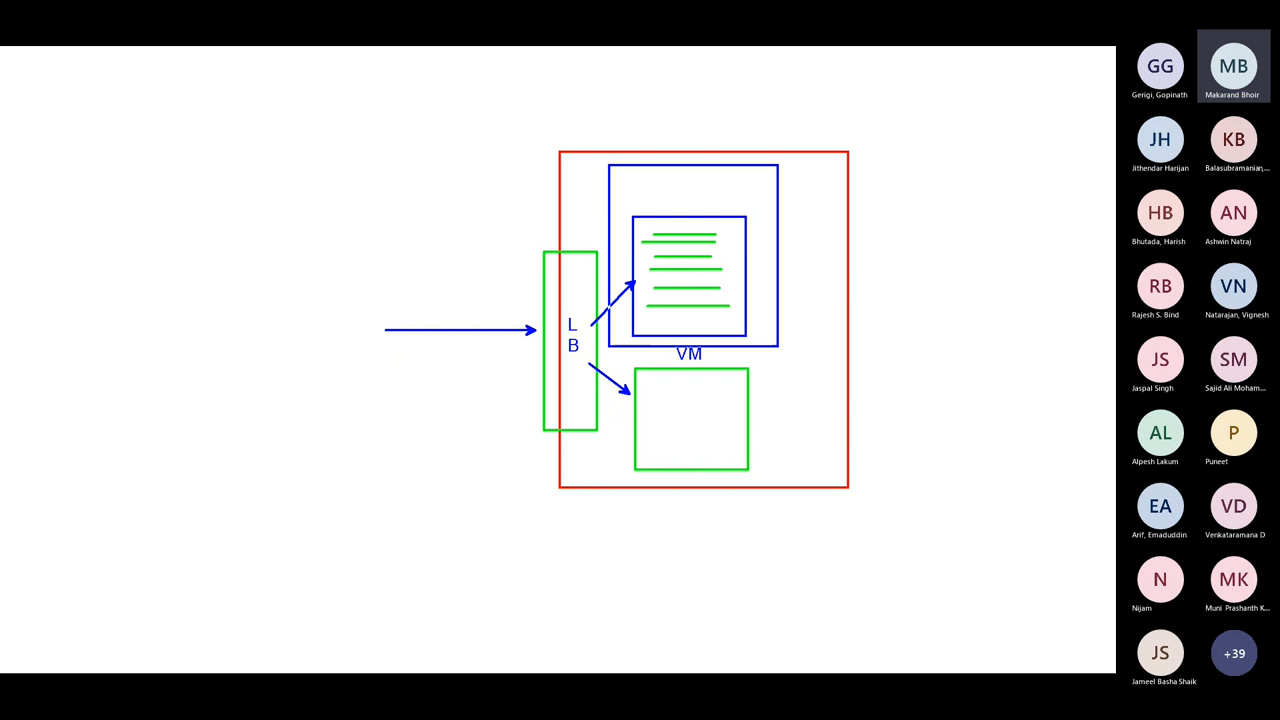 L
B
VM
GG
Gerigi, Gopinath
MB
Makarand Bhoir
JH
Jithendar Harijan
KB
Balasubramanian,...
HB
Bhutada, Harish
AN
Ashwin Natraj
RB
Rajesh S. Bind
VN
Natarajan, Vignesh
JS
Jaspal Singh
SM
Sajid Ali Moham...
AL
Alpesh Lakum
P
Puneet
EA
Arif, Emaduddin
VD
Venkataramana D
N
Nijam
MK
Muni Prashanth K...
JS
Jameel Basha Shaik
+39